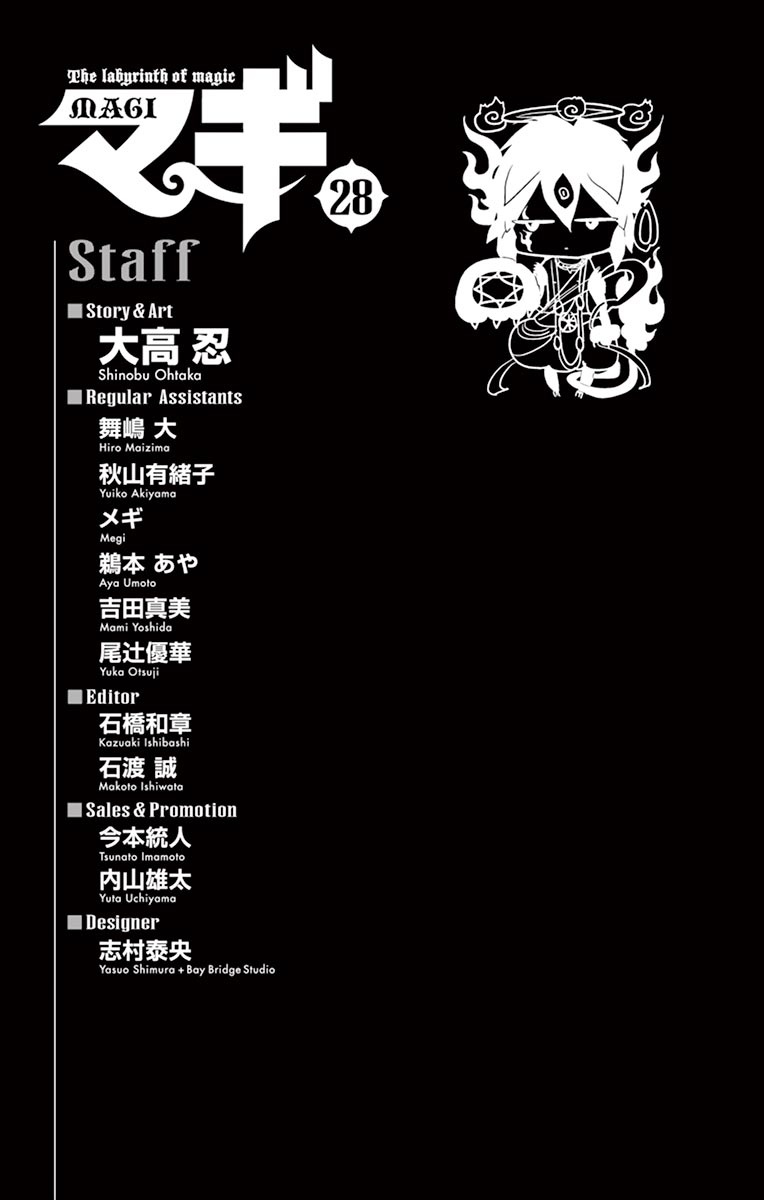 The labyrinth of magic
MAGI
マギ
28
Staff
■Story & Art
大高 忍
Shinobu Ohtaka
■Regular Assistants
舞嶋 大
Hiro Maizima
秋山有緒子
Yuiko Akiyama
メギ
Megi
鵜本 あや
Aya Umoto
吉田真美
Mami Yoshida
尾辻優華
Yuka Otsuji
■Editor
石橋和章
Kazuaki Ishibashi
石渡 誠
Makoto Ishiwata
■Sales & Promotion
今本統人
Tsunato Imamoto
内山雄太
Yuta Uchiyama
■Designer
志村泰央
Yasuo Shimura + Bay Bridge Studio